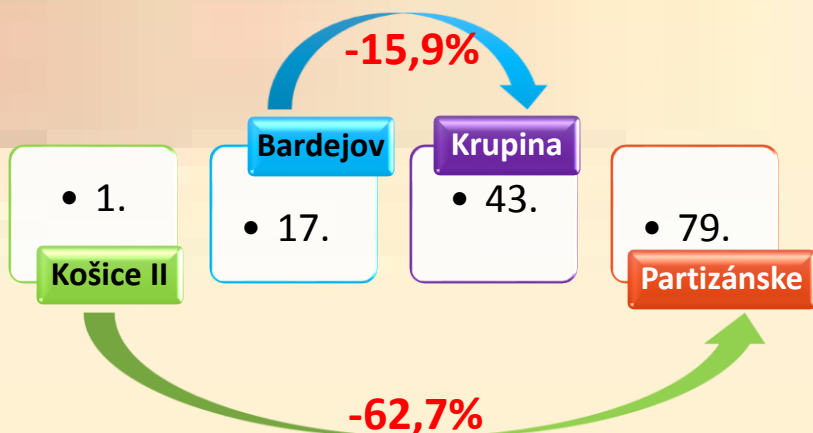 -15,9%
Bardejov
Krupina
• 1.
• 17.
• 43.
• 79.
Košice II
Partizánske
-62,7%